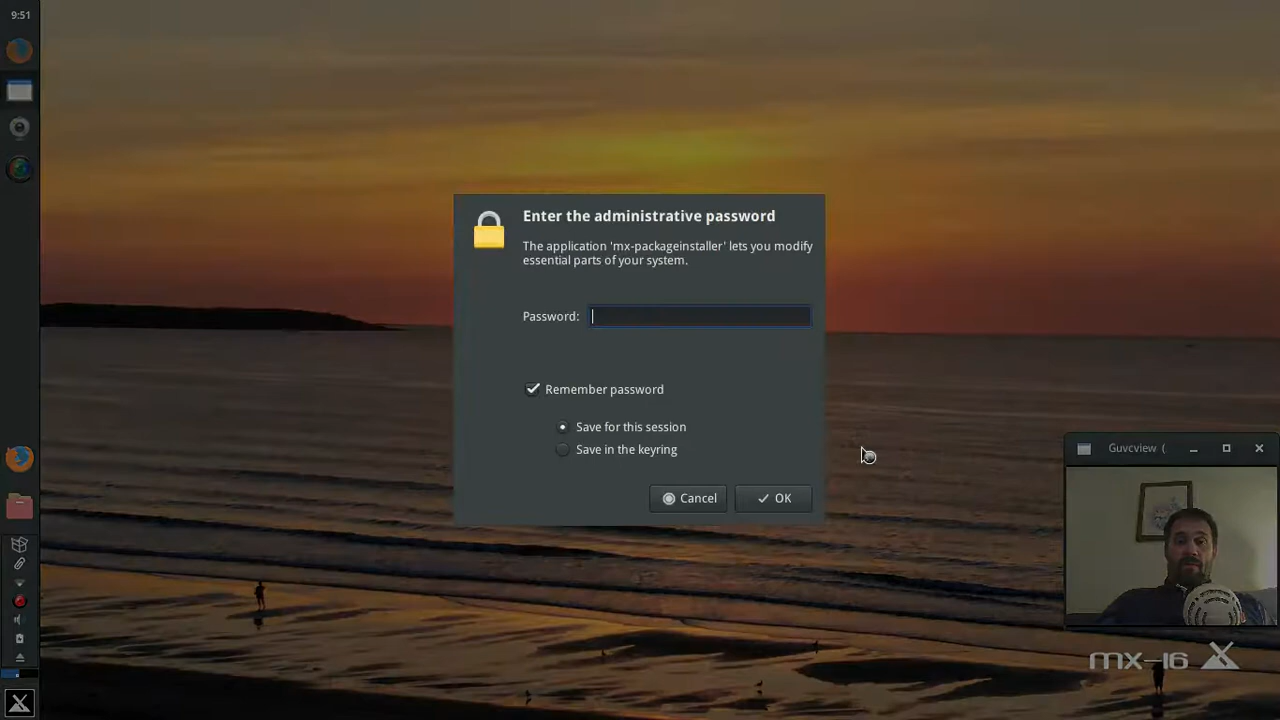 9:51
Enter the administrative password
The application 'mx-packageinstaller' lets you modify
essential parts of your system.
Password:
Remember password
Save for this session
Save in the keyring
Cancel
OK
Guvcview (
mx-16